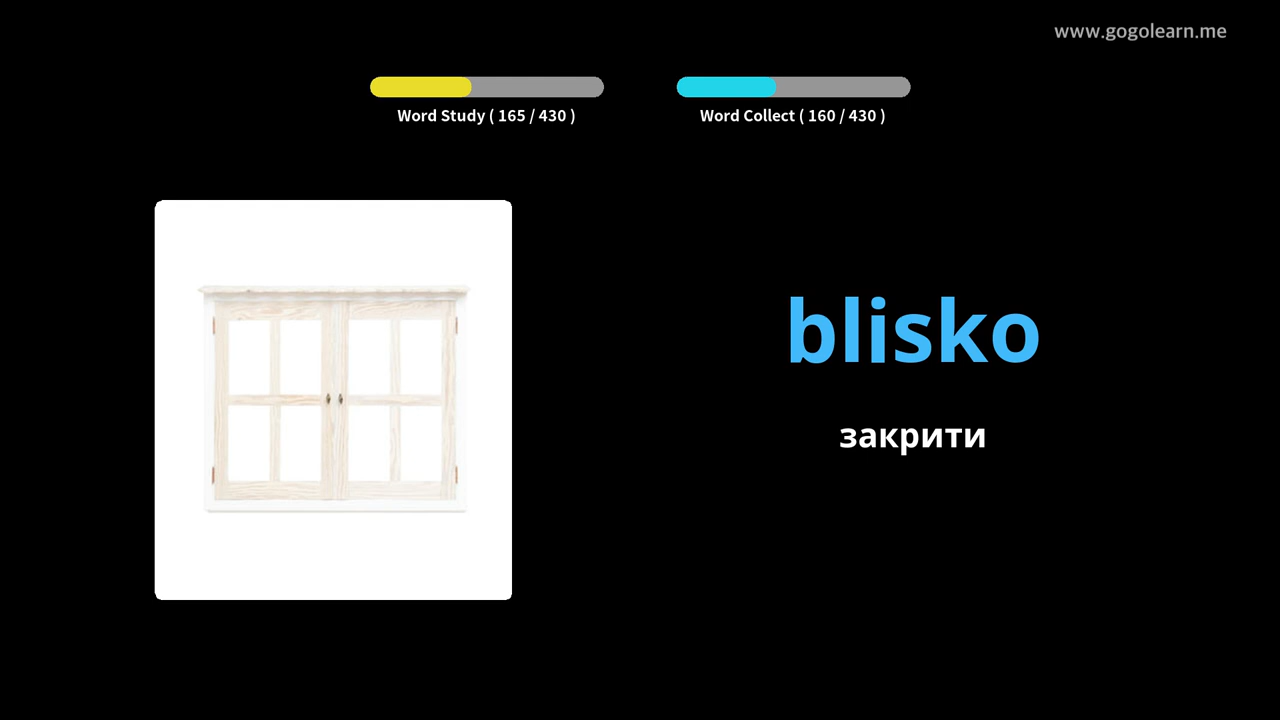 www.gogolearn.me
Word Study ( 165 / 430 )
Word Collect ( 160 / 430 )
blisko
закрити